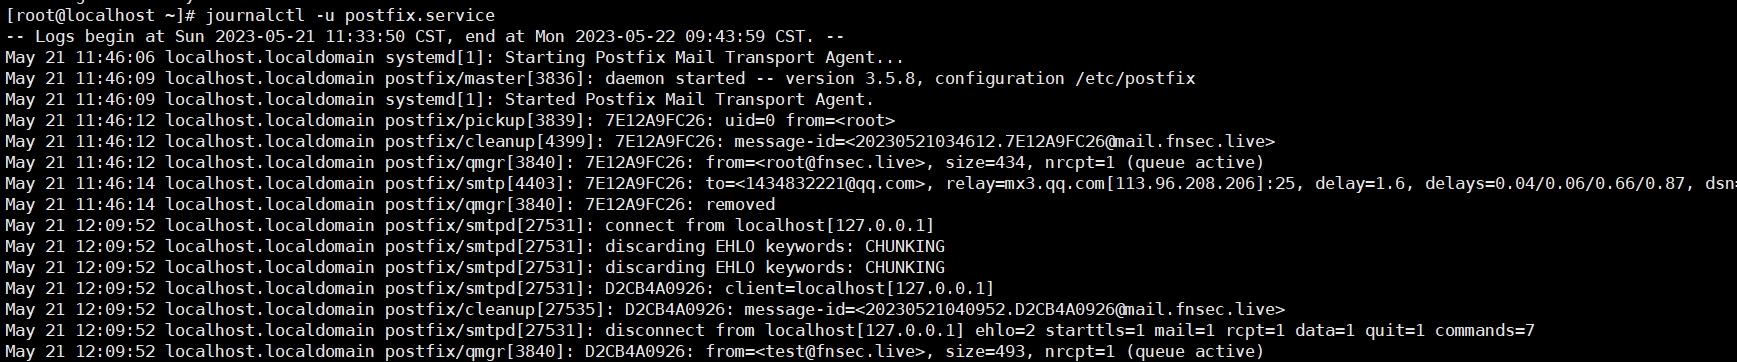 [root@localhost ~]# journalctl -u postfix.service
-- Logs begin at Sun 2023-05-21 11:33:50 CST, end at Mon 2023-05-22 09:43:59 CST. --
May 21 11:46:06 localhost.localdomain systemd[1]: Starting Postfix Mail Transport Agent...
May 21 11:46:09 localhost.localdomain postfix/master[3836]: daemon started -- version 3.5.8, configuration /etc/postfix
May 21 11:46:09 localhost.localdomain systemd[1]: Started Postfix Mail Transport Agent.
May 21 11:46:12 localhost.localdomain postfix/pickup[3839]: 7E12A9FC26: uid=0 from=<root>
May 21 11:46:12 localhost.localdomain postfix/cleanup[4399]: 7E12A9FC26: message-id=<20230521034612.7E12A9FC26@mail.fnsec.live>
May 21 11:46:12 localhost.localdomain postfix/qmgr[3840]: 7E12A9FC26: from=<root@fnsec.live>, size=434, nrcpt=1 (queue active)
May 21 11:46:14 localhost.localdomain postfix/smtp[4403]: 7E12A9FC26: to=<1434832221@qq.com>, relay=mx3.qq.com[113.96.208.206]:25, delay=1.6, delays=0.04/0.06/0.66/0.87, dsn=
May 21 11:46:14 localhost.localdomain postfix/qmgr[3840]: 7E12A9FC26: removed
May 21 12:09:52 localhost.localdomain postfix/smtpd[27531]: connect from localhost[127.0.0.1]
May 21 12:09:52 localhost.localdomain postfix/smtpd[27531]: discarding EHLO keywords: CHUNKING
May 21 12:09:52 localhost.localdomain postfix/smtpd[27531]: discarding EHLO keywords: CHUNKING
May 21 12:09:52 localhost.localdomain postfix/smtpd[27531]: D2CB4A0926: client=localhost[127.0.0.1]
May 21 12:09:52 localhost.localdomain postfix/cleanup[27535]: D2CB4A0926: message-id=<20230521040952.D2CB4A0926@mail.fnsec.live>
May 21 12:09:52 localhost.localdomain postfix/smtpd[27531]: disconnect from localhost[127.0.0.1] ehlo=2 starttls=1 mail=1 rcpt=1 data=1 quit=1 commands=7
May 21 12:09:52 localhost.localdomain postfix/qmgr[3840]: D2CB4A0926: from=<test@fnsec.live>, size=493, nrcpt=1 (queue active)